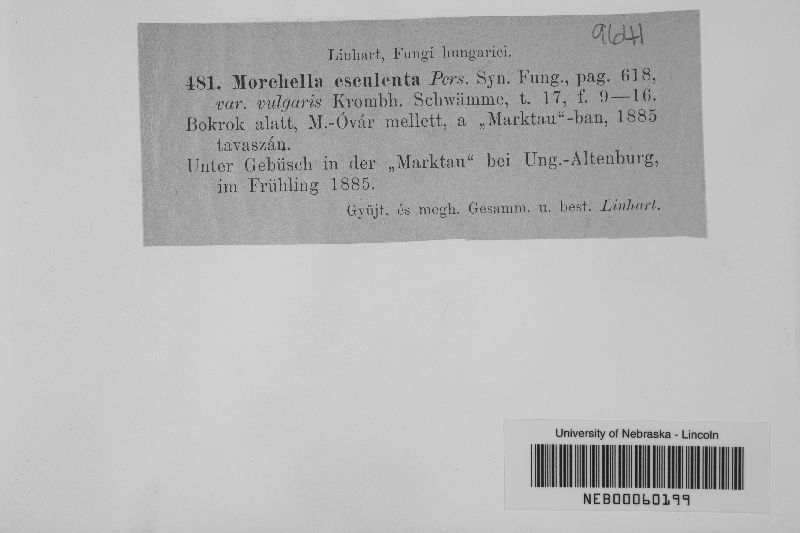 9641
Linhart, Fungi hungarici.
481. Morchella esculenta Pers. Syn. Fung., pag. 618,
var. vulgaris Krombh. Schwämme, t. 17, f. 9—16.
Bokrok alatt, M.-Óvár mellett, a „Marktau“-ban, 1885
tavaszán.
Unter Gebüsch in der „Marktau“ bei Ung.-Altenburg,
im Frühling 1885.
Gyüjt. és megh. Gesamm. u. best. Linhart.
University of Nebraska - Lincoln
NEB00060199